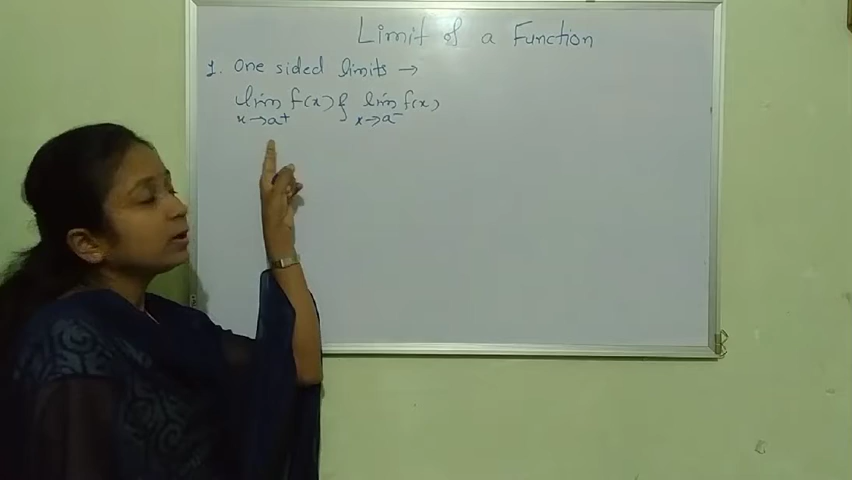 Limit of a Function
1. One sided limits →
lim f(x) & lim f(x)
x→a⁺ x→a⁻